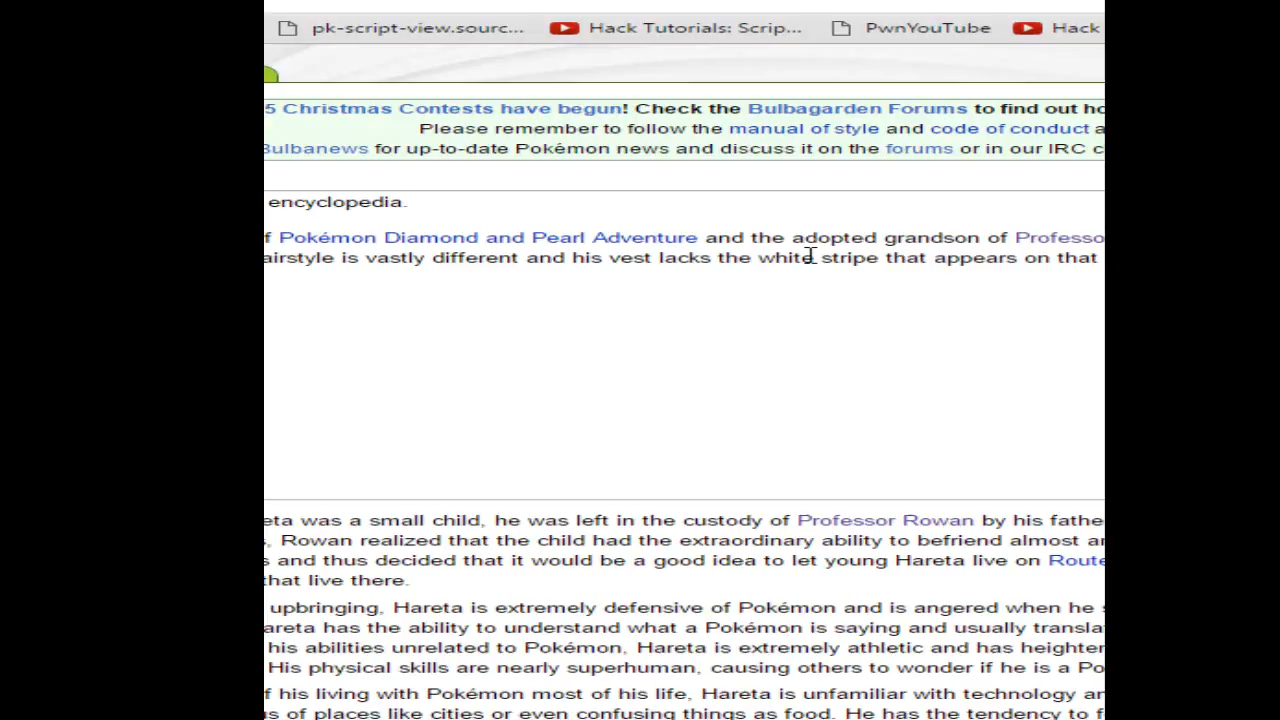 pk-script-view.sourc... Hack Tutorials: Scrip... PwnYouTube Hack
5 Christmas Contests have begun! Check the Bulbagarden Forums to find out
Please remember to follow the manual of style and code of conduct
Bulbanews for up-to-date Pokémon news and discuss it on the forums or in our IRC
encyclopedia.
Pokémon Diamond and Pearl Adventure and the adopted grandson of Professo
airstyle is vastly different and his vest lacks the white stripe that appears on that
eta was a small child, he was left in the custody of Professor Rowan by his fathe
, Rowan realized that the child had the extraordinary ability to befriend almost
s and thus decided that it would be a good idea to let young Hareta live on Route
that live there.
upbringing, Hareta is extremely defensive of Pokémon and is angered when he
areta has the ability to understand what a Pokémon is saying and usually transla
his abilities unrelated to Pokémon, Hareta is extremely athletic and has heighte
His physical skills are nearly superhuman, causing others to wonder if he is a Po
f his living with Pokémon most of his life, Hareta is unfamiliar with technology
s of places like cities or even confusing things as food. He has the tendency to f